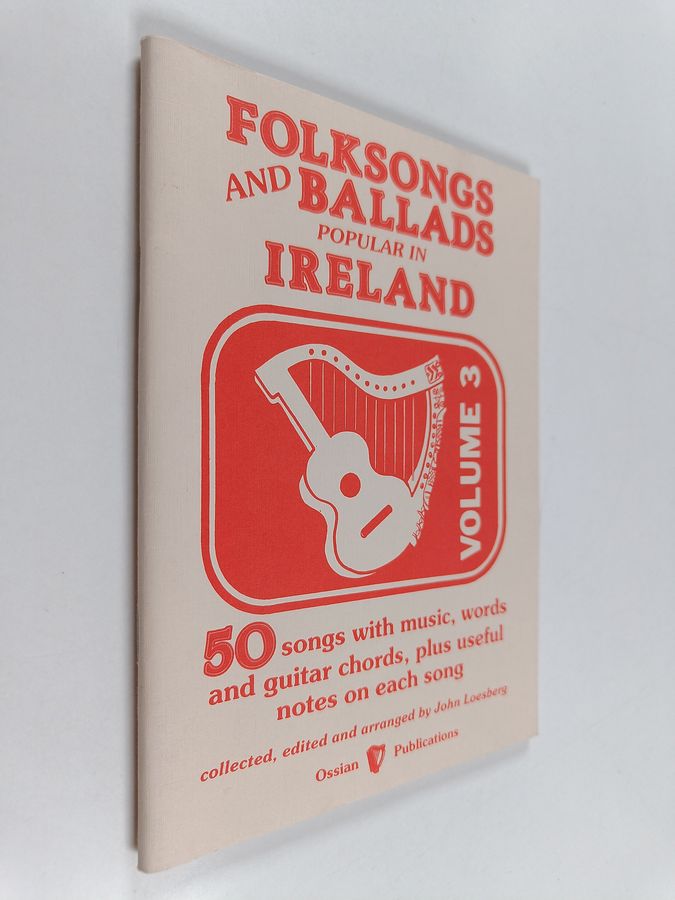 FOLKSONGS
AND BALLADS
POPULAR IN
IRELAND
VOLUME 3
50 songs with music, words
and guitar chords, plus useful
notes on each song
collected, edited and arranged by John Loesberg
Ossian Publications